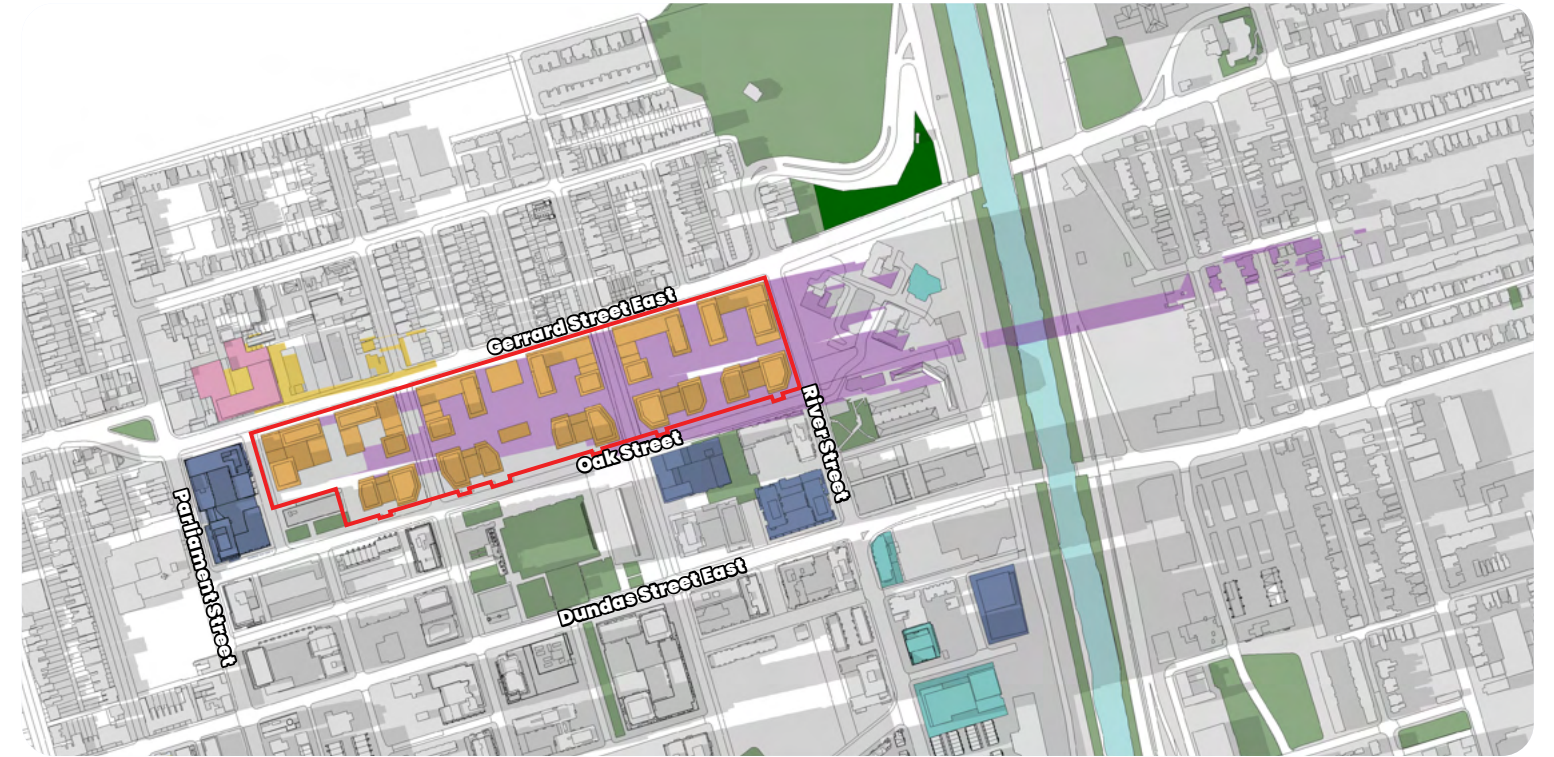 Gerrard Street East
River Street
Oak Street
Parliament Street
Dundas Street East